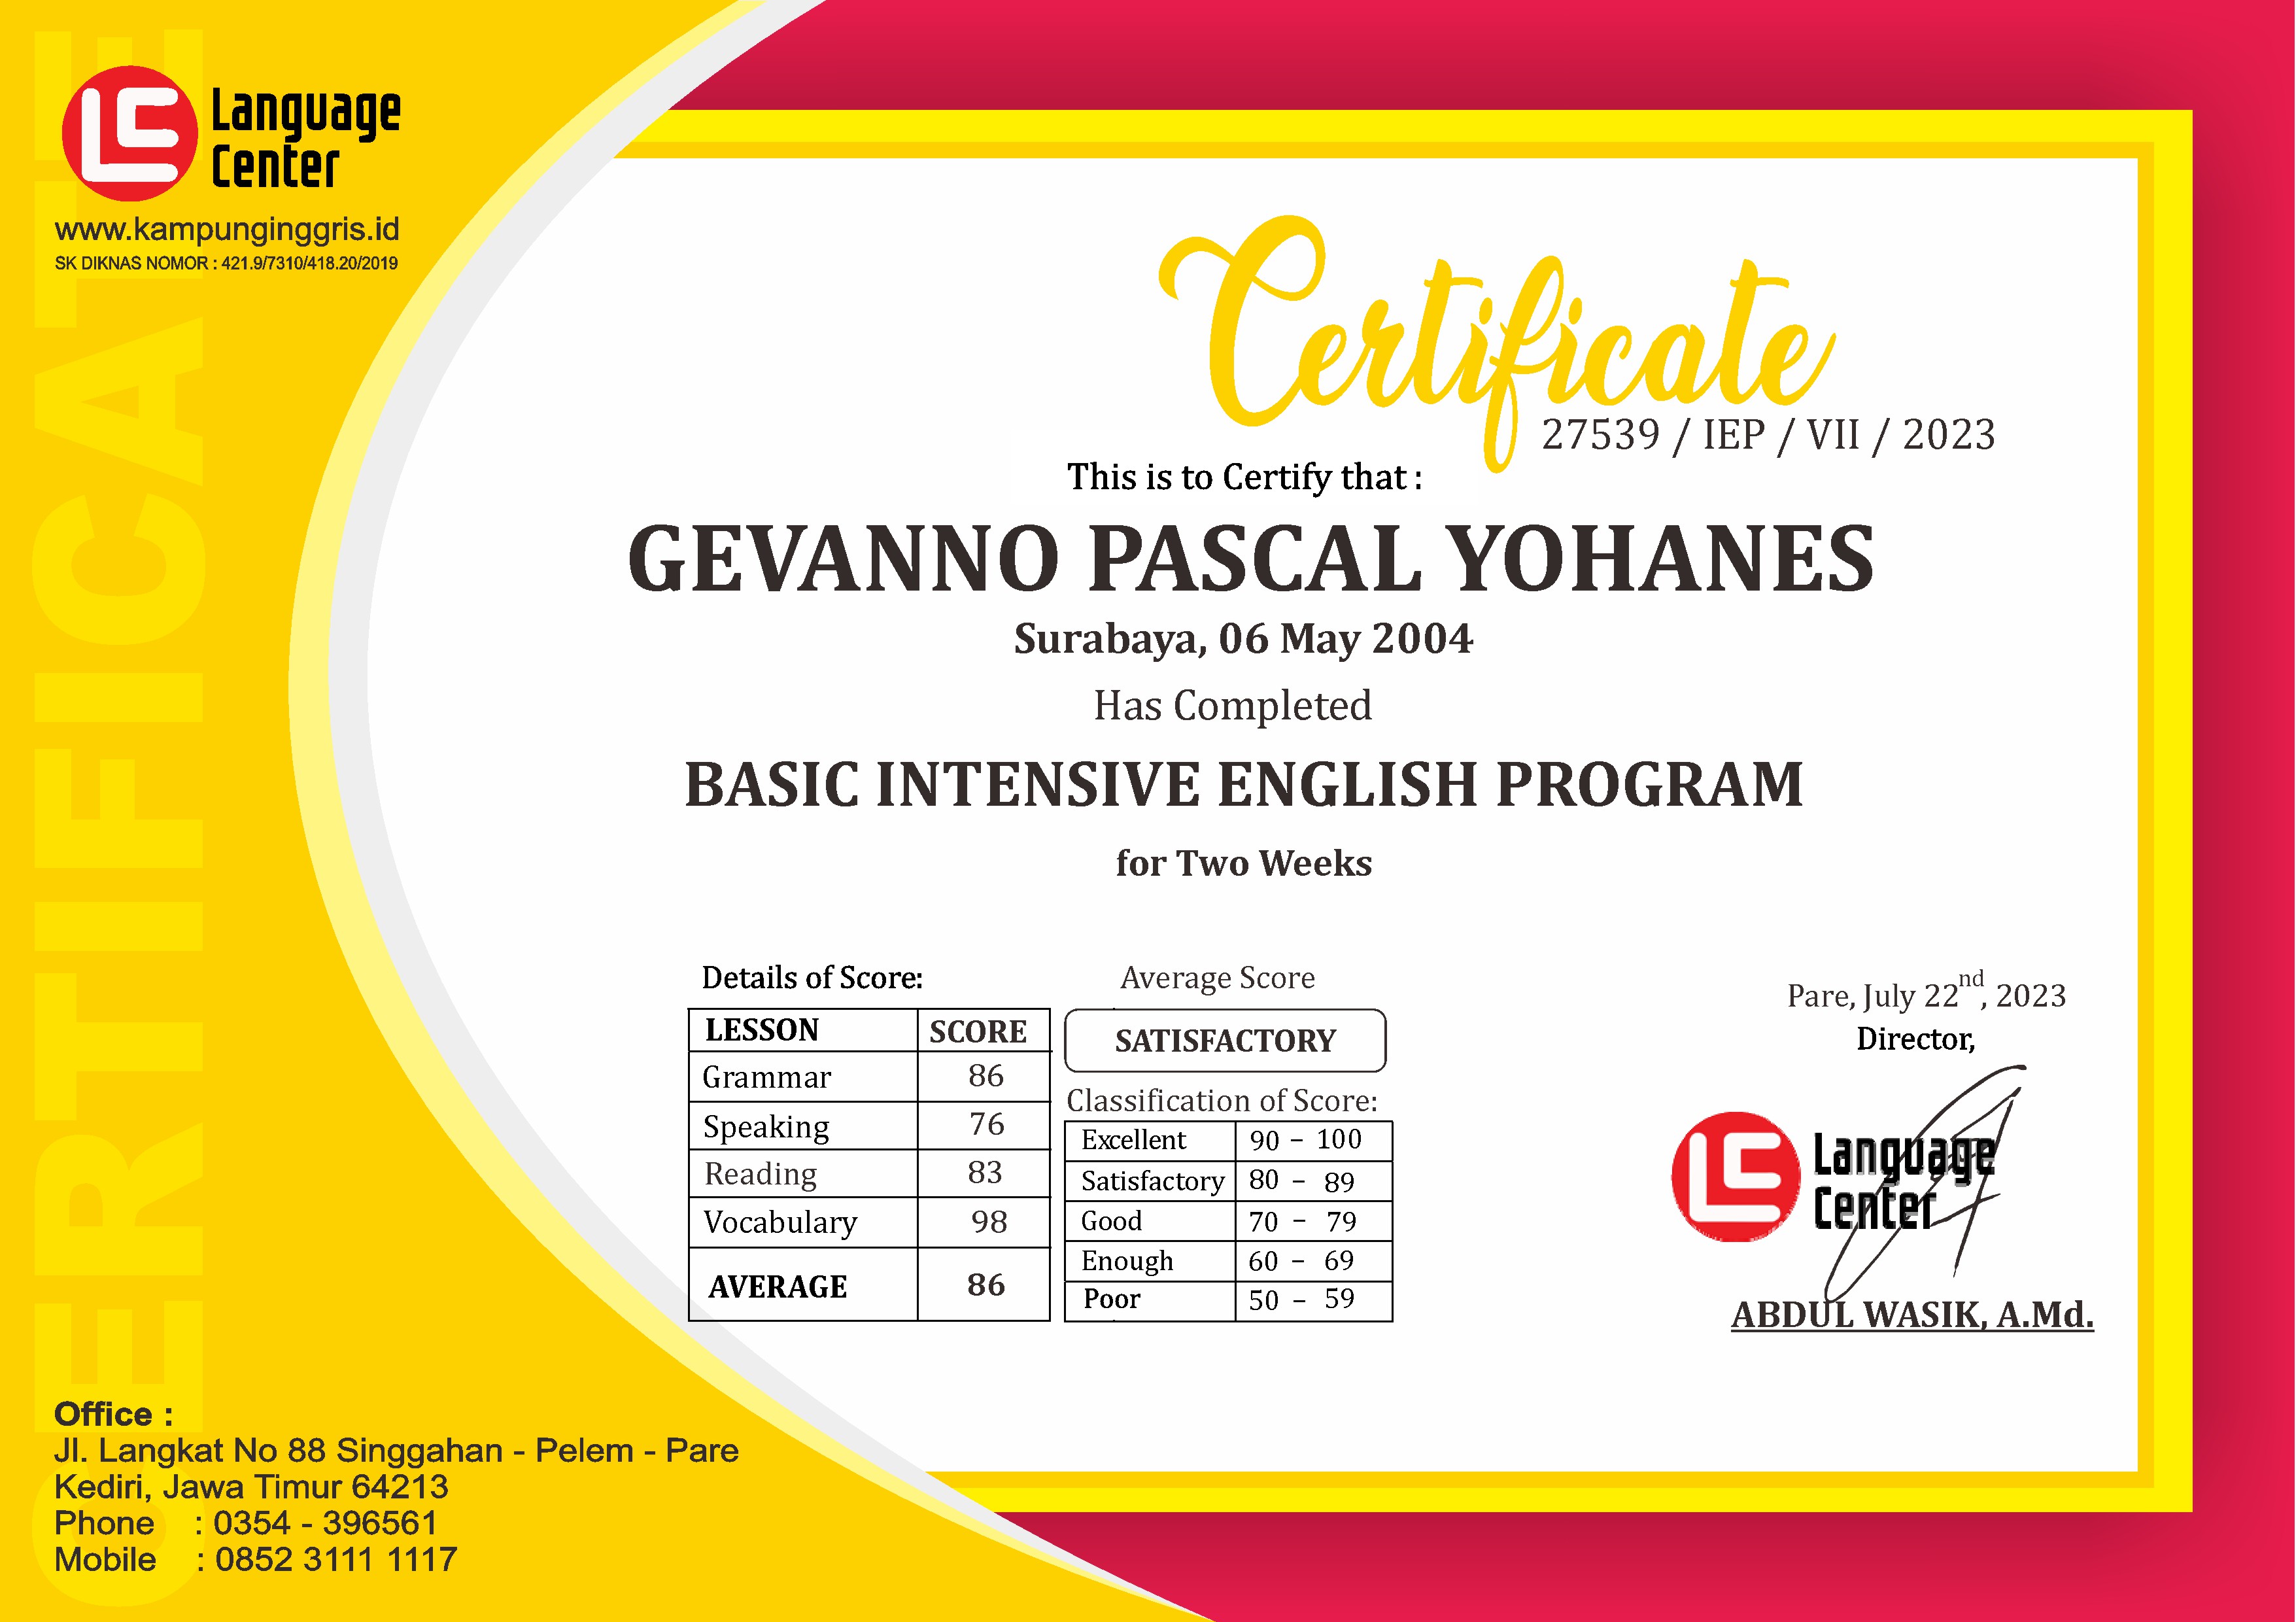 CERTIFICATE
Language
Center
www.kampunginggris.id
SK DIKNAS NOMOR : 421.9/7310/418.20/2019
Certificate
27539 / IEP / VII / 2023
This is to Certify that :
GEVANNO PASCAL YOHANES
Surabaya, 06 May 2004
Has Completed
BASIC INTENSIVE ENGLISH PROGRAM
for Two Weeks
Details of Score:
LESSON SCORE
Grammar 86
Speaking 76
Reading 83
Vocabulary 98
AVERAGE 86
Average Score
SATISFACTORY
Classification of Score:
Excellent 90 – 100
Satisfactory 80 – 89
Good 70 – 79
Enough 60 – 69
Poor 50 – 59
Pare, July 22nd, 2023
Director,
Language
Center
ABDUL WASIK, A.Md.
Office :
Jl. Langkat No 88 Singgahan - Pelem - Pare
Kediri, Jawa Timur 64213
Phone : 0354 - 396561
Mobile : 0852 3111 1117